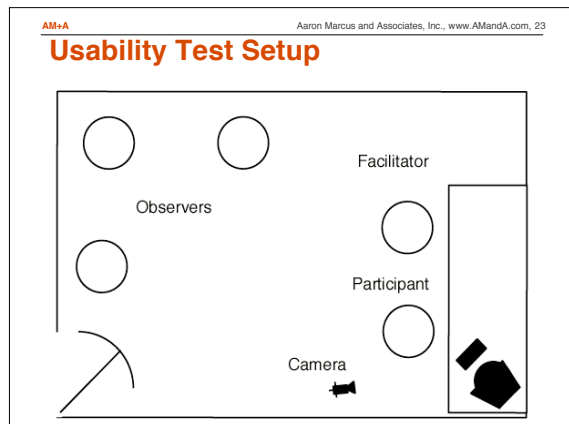 AM+A
Aaron Marcus and Associates, Inc., www.AMandA.com, 23
Usability Test Setup
Facilitator
Observers
Participant
Camera